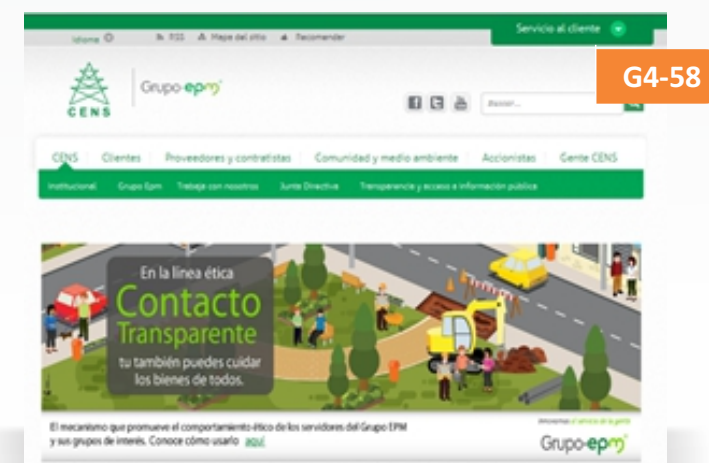 Servicio al cliente
Idioma
RSS Mapa del sitio Recomendar
G4-58
CENS
Grupo·epm®
Buscar...
CENS Clientes Proveedores y contratistas Comunidad y medio ambiente Accionistas Gente CENS
Institucional Grupo Epm Trabaje con nosotros Junta Directiva Transparencia y acceso a información pública
En la línea ética
Contacto
Transparente
tu también puedes cuidar
los bienes de todos.
El mecanismo que promueve el comportamiento ético de los servidores del Grupo EPM
y sus grupos de interés. Conoce cómo usarlo aquí
Grupo·epm®